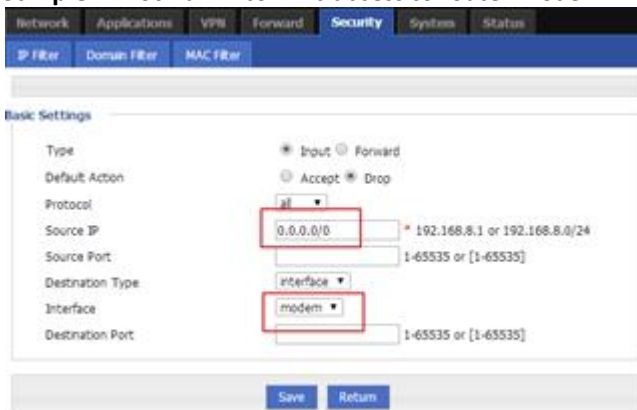 Network Applications VPN Forward Security System Status
IP Filter Domain Filter MAC Filter
Basic Settings
Type Input Forward
Default Action Accept Drop
Protocol all
Source IP 0.0.0.0/0 * 192.168.8.1 or 192.168.8.0/24
Source Port 1-65535 or [1-65535]
Destination Type interface
Interface modem
Destination Port 1-65535 or [1-65535]
Save Return